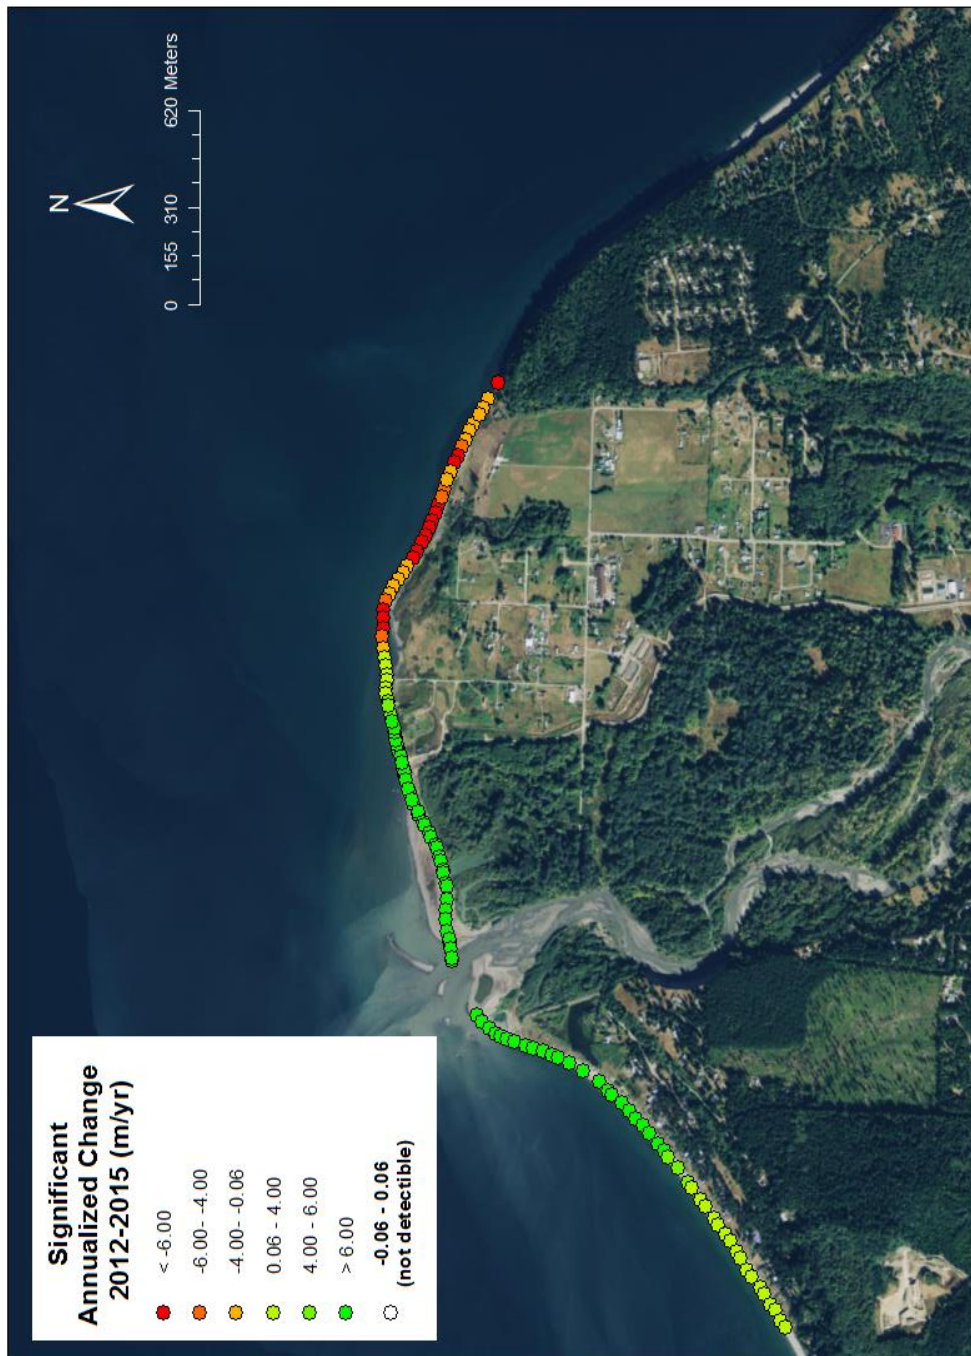 Significant
Annualized Change
2012-2015 (m/yr)
< -6.00
-6.00 - -4.00
-4.00 - -0.06
0.06 - 4.00
4.00 - 6.00
> 6.00
-0.06 - 0.06
(not detectible)
N
0 155 310 620 Meters